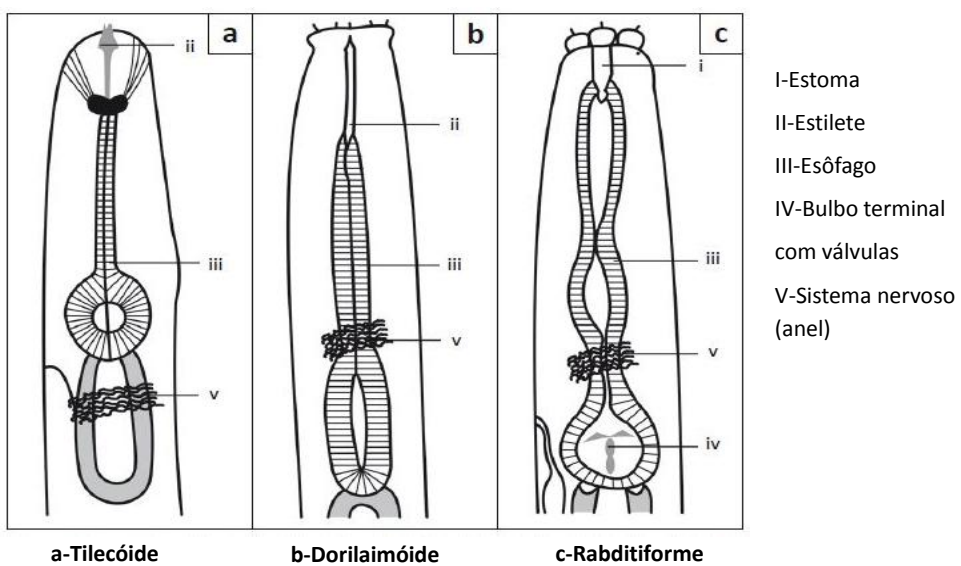 a
ii
iii
v
b
ii
iii
v
c
i
iii
v
iv
I-Estoma
II-Estilete
III-Esôfago
IV-Bulbo terminal
com válvulas
V-Sistema nervoso
(anel)
a-Tilecóide
b-Dorilaimóide
c-Rabditiforme